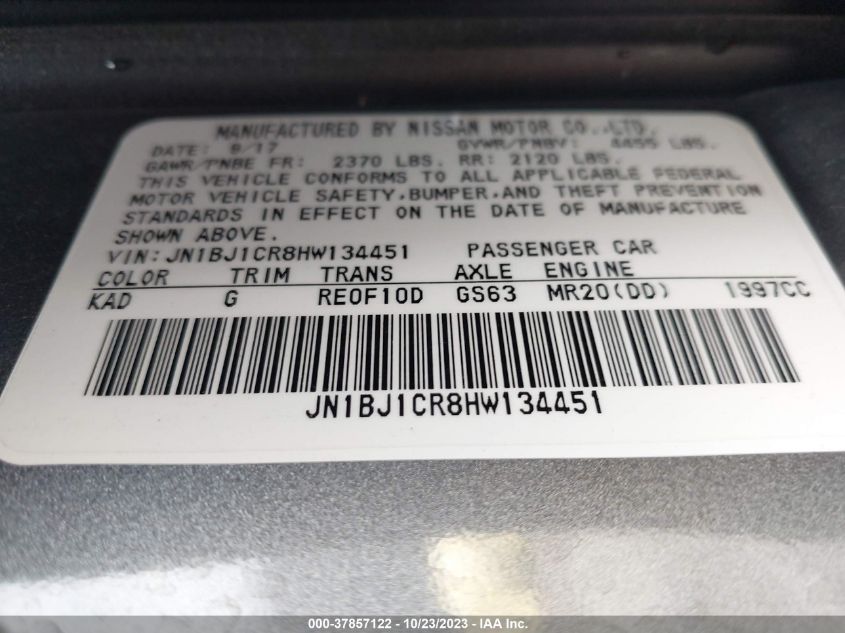 MANUFACTURED BY NISSAN MOTOR CO.,LTD.
DATE: 8/17 GVWR/PNBV: 4455 LBS.
GAWR/PNBE FR: 2370 LBS. RR: 2120 LBS.
THIS VEHICLE CONFORMS TO ALL APPLICABLE FEDERAL
MOTOR VEHICLE SAFETY,BUMPER,AND THEFT PREVENTION
STANDARDS IN EFFECT ON THE DATE OF MANUFACTURE
SHOWN ABOVE.
VIN: JN1BJ1CR8HW134451 PASSENGER CAR
COLOR TRIM TRANS AXLE ENGINE
KAD G RE0F10D GS63 MR20(DD) 1997CC
JN1BJ1CR8HW134451
000-37857122 - 10/23/2023 - IAA Inc.